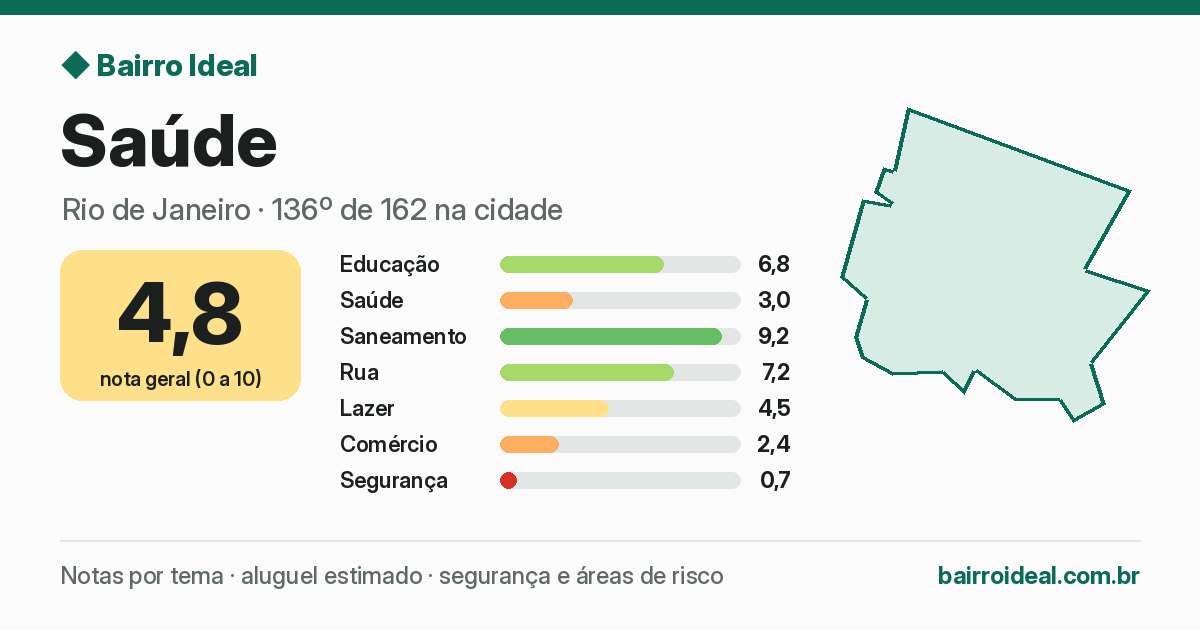 Bairro Ideal
Saúde
Rio de Janeiro · 136º de 162 na cidade
4,8
nota geral (0 a 10)
Educação 6,8
Saúde 3,0
Saneamento 9,2
Rua 7,2
Lazer 4,5
Comércio 2,4
Segurança 0,7
Notas por tema · aluguel estimado · segurança e áreas de risco
bairroideal.com.br